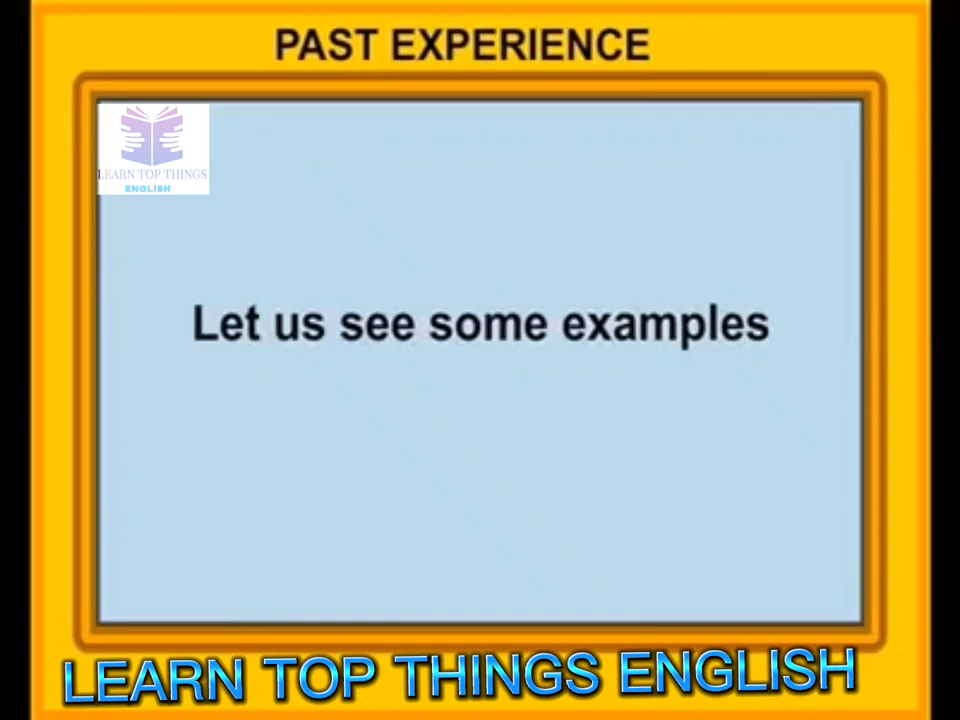 PAST EXPERIENCE
LEARN TOP THINGS
ENGLISH
Let us see some examples
LEARN TOP THINGS ENGLISH